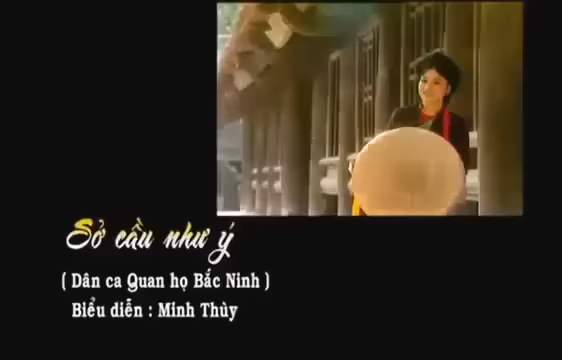 Sở cầu như ý
( Dân ca Quan họ Bắc Ninh )
Biểu diễn : Minh Thùy